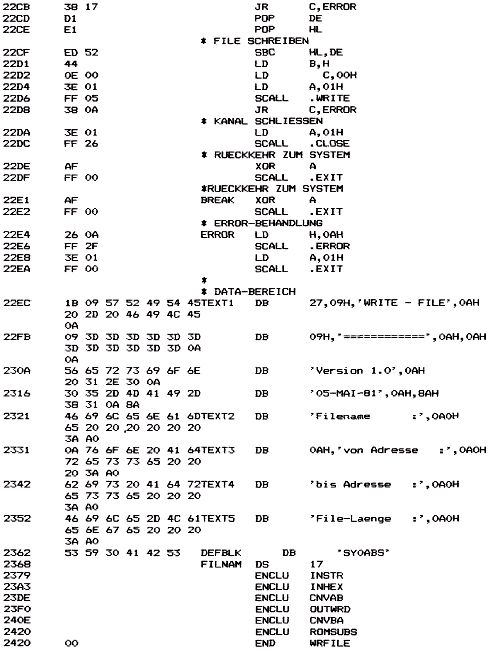 22CB 38 17 JR C,ERROR
22CD D1 POP DE
22CE E1 POP HL
* FILE SCHREIBEN
22CF ED 52 SBC HL,DE
22D1 44 LD B,H
22D2 0E 00 LD C,00H
22D4 3E 01 LD A,01H
22D6 FF 05 SCALL .WRITE
22D8 38 0A JR C,ERROR
* KANAL SCHLIESSEN
22DA 3E 01 LD A,01H
22DC FF 26 SCALL .CLOSE
* RUECKKEHR ZUM SYSTEM
22DE AF XOR A
22DF FF 00 SCALL .EXIT
*RUECKKEHR ZUM SYSTEM
22E1 AF BREAK XOR A
22E2 FF 00 SCALL .EXIT
* ERROR-BEHANDLUNG
22E4 26 0A ERROR LD H,0AH
22E6 FF 2F SCALL .ERROR
22E8 3E 01 LD A,01H
22EA FF 00 SCALL .EXIT
*
* DATA-BEREICH
22EC 1B 09 57 52 49 54 45TEXT1 DB 27,09H,'WRITE - FILE',0AH
20 2D 20 46 49 4C 45
0A
22FB 09 3D 3D 3D 3D 3D 3D DB 09H,'============',0AH,0AH
3D 3D 3D 3D 3D 3D 0A
0A
230A 56 65 72 73 69 6F 6E DB 'Version 1.0',0AH
20 31 2E 30 0A
2316 30 35 2D 4D 41 49 2D DB '05-MAI-81',0AH,8AH
38 31 0A 8A
2321 46 69 6C 65 6E 61 6DTEXT2 DB 'Filename :',0A0H
65 20 20 20 20 20 20
3A A0
2331 0A 76 6F 6E 20 41 64TEXT3 DB 0AH,'von Adresse :',0A0H
72 65 73 73 65 20 20
20 3A A0
2342 62 69 73 20 41 64 72TEXT4 DB 'bis Adresse :',0A0H
65 73 73 65 20 20 20
3A A0
2352 46 69 6C 65 2D 4C 61TEXT5 DB 'File-Laenge :',0A0H
65 6E 67 65 20 20 20
3A A0
2362 53 59 30 41 42 53 DEFBLK DB 'SY0ABS'
2368 FILNAM DS 17
2379 ENCLU INSTR
23A3 ENCLU INHEX
23DE ENCLU CNVAB
23F0 ENCLU OUTWRD
240E ENCLU CNVBA
2420 ENCLU ROMSUBS
2420 00 END WRFILE